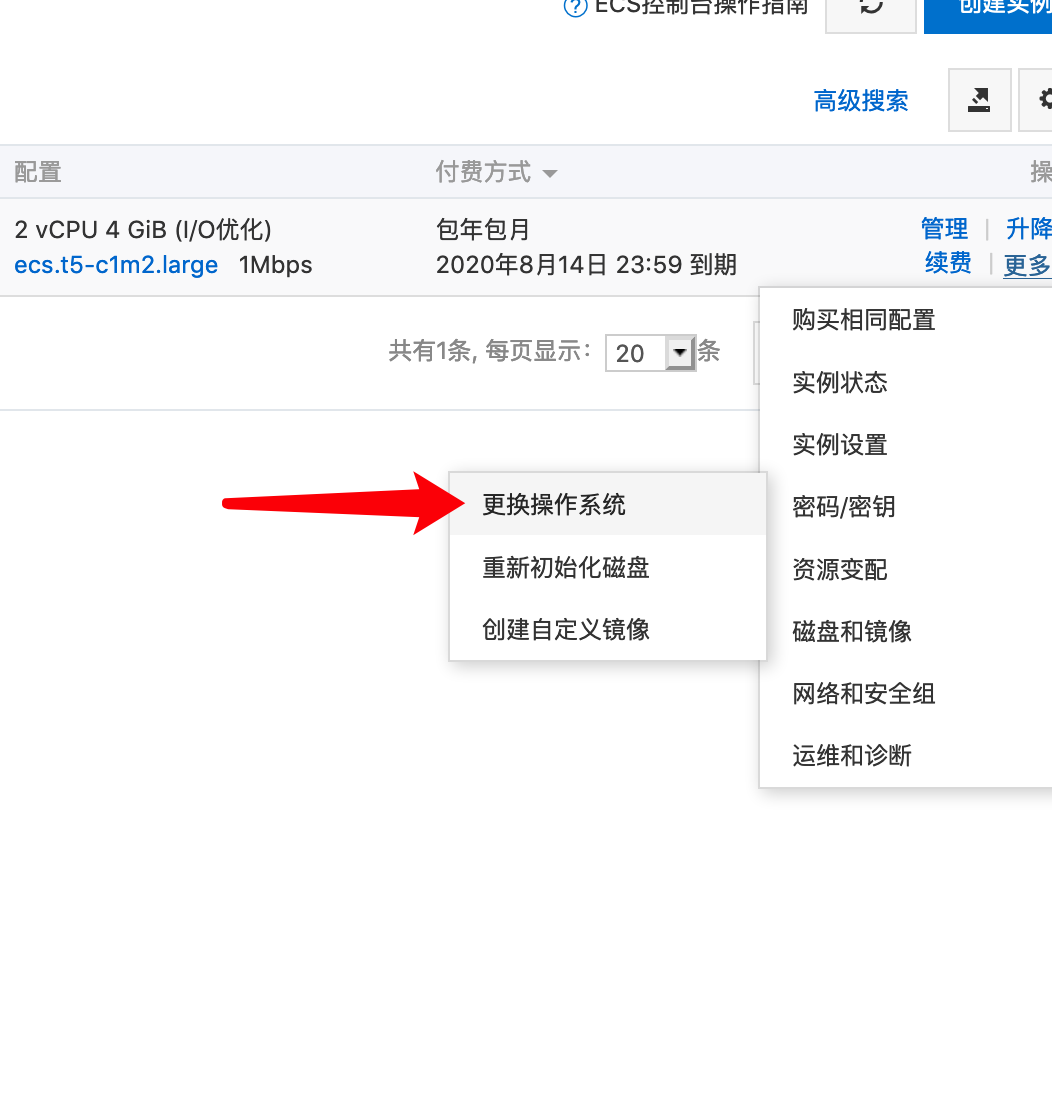 ECS控制台操作指南
创建实例
高级搜索
配置
付费方式
操
2 vCPU 4 GiB (I/O优化)
包年包月
管理 | 升降
ecs.t5-c1m2.large 1Mbps
2020年8月14日 23:59 到期
续费 | 更多
购买相同配置
共有1条, 每页显示: 20 条
实例状态
实例设置
更换操作系统
密码/密钥
重新初始化磁盘
资源变配
创建自定义镜像
磁盘和镜像
网络和安全组
运维和诊断